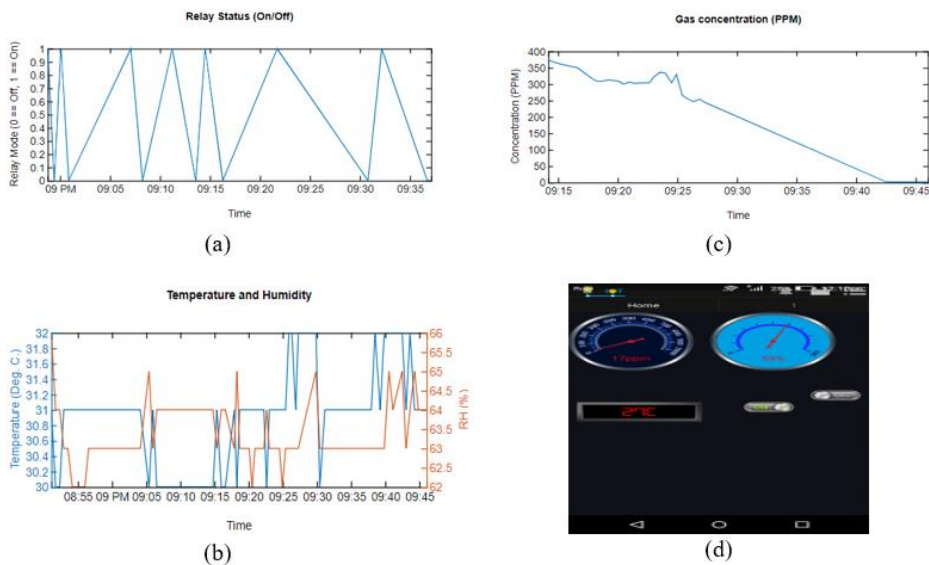 Relay Status (On/Off)
Relay Mode (0 == Off, 1 == On)
1
0.9
0.8
0.7
0.6
0.5
0.4
0.3
0.2
0.1
0
09 PM 09:05 09:10 09:15 09:20 09:25 09:30 09:35
Time
(a)
Gas concentration (PPM)
Concentration (PPM)
400
350
300
250
200
150
100
50
0
09:15 09:20 09:25 09:30 09:35 09:40 09:45
Time
(c)
Temperature and Humidity
Temperature (Deg. C.)
32
31.8
31.6
31.4
31.2
31
30.8
30.6
30.4
30.2
30
66
65.5
65
64.5
64
63.5
63
62.5
62
RH (%)
08:55 09 PM 09:05 09:10 09:15 09:20 09:25 09:30 09:35 09:40 09:45
Time
(b)
Home 1
17ppm
27C
(d)